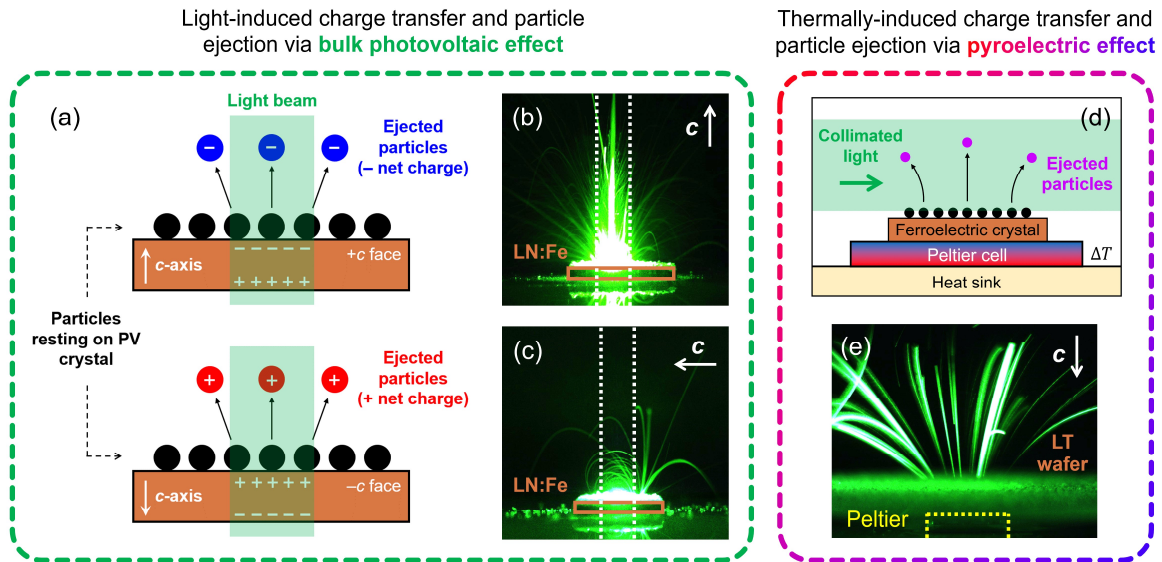 Light-induced charge transfer and particle
ejection via bulk photovoltaic effect
Thermally-induced charge transfer and
particle ejection via pyroelectric effect
(a)
Light beam
Ejected
particles
(– net charge)
– – –
+c face
c-axis
– – – – –
+ + + + +
Particles
resting on PV
crystal
Ejected
particles
(+ net charge)
+ + +
–c face
c-axis
+ + + + +
– – – – –
(b)
c
LN:Fe
(c)
c
LN:Fe
(d)
Collimated
light
Ejected
particles
Ferroelectric crystal
Peltier cell
ΔT
Heat sink
(e)
c
LT
wafer
Peltier